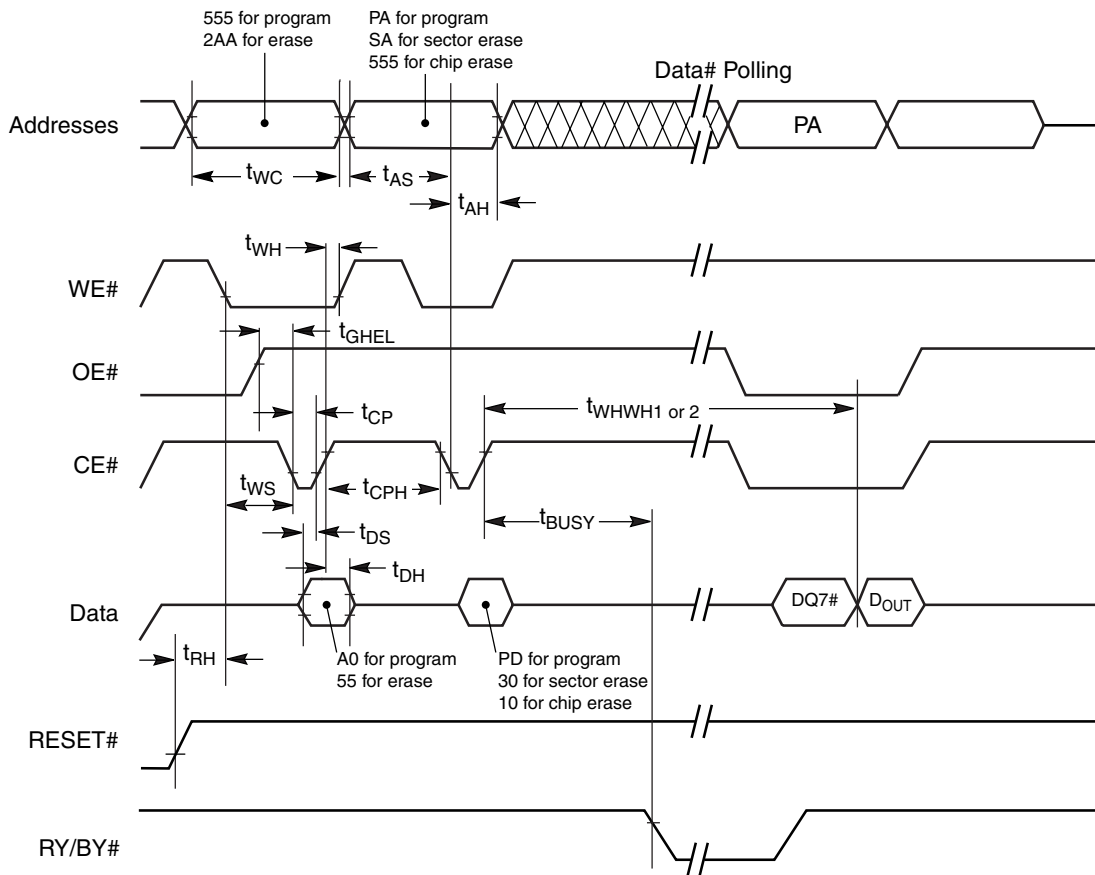 555 for program
2AA for erase
PA for program
SA for sector erase
555 for chip erase
Data# Polling
Addresses
PA
tWC
tAS
tAH
tWH
WE#
tGHEL
OE#
tWHWH1 or 2
tCP
CE#
tWS
tCPH
tBUSY
tDS
tDH
Data
DQ7#
DOUT
tRH
A0 for program
55 for erase
PD for program
30 for sector erase
10 for chip erase
RESET#
RY/BY#